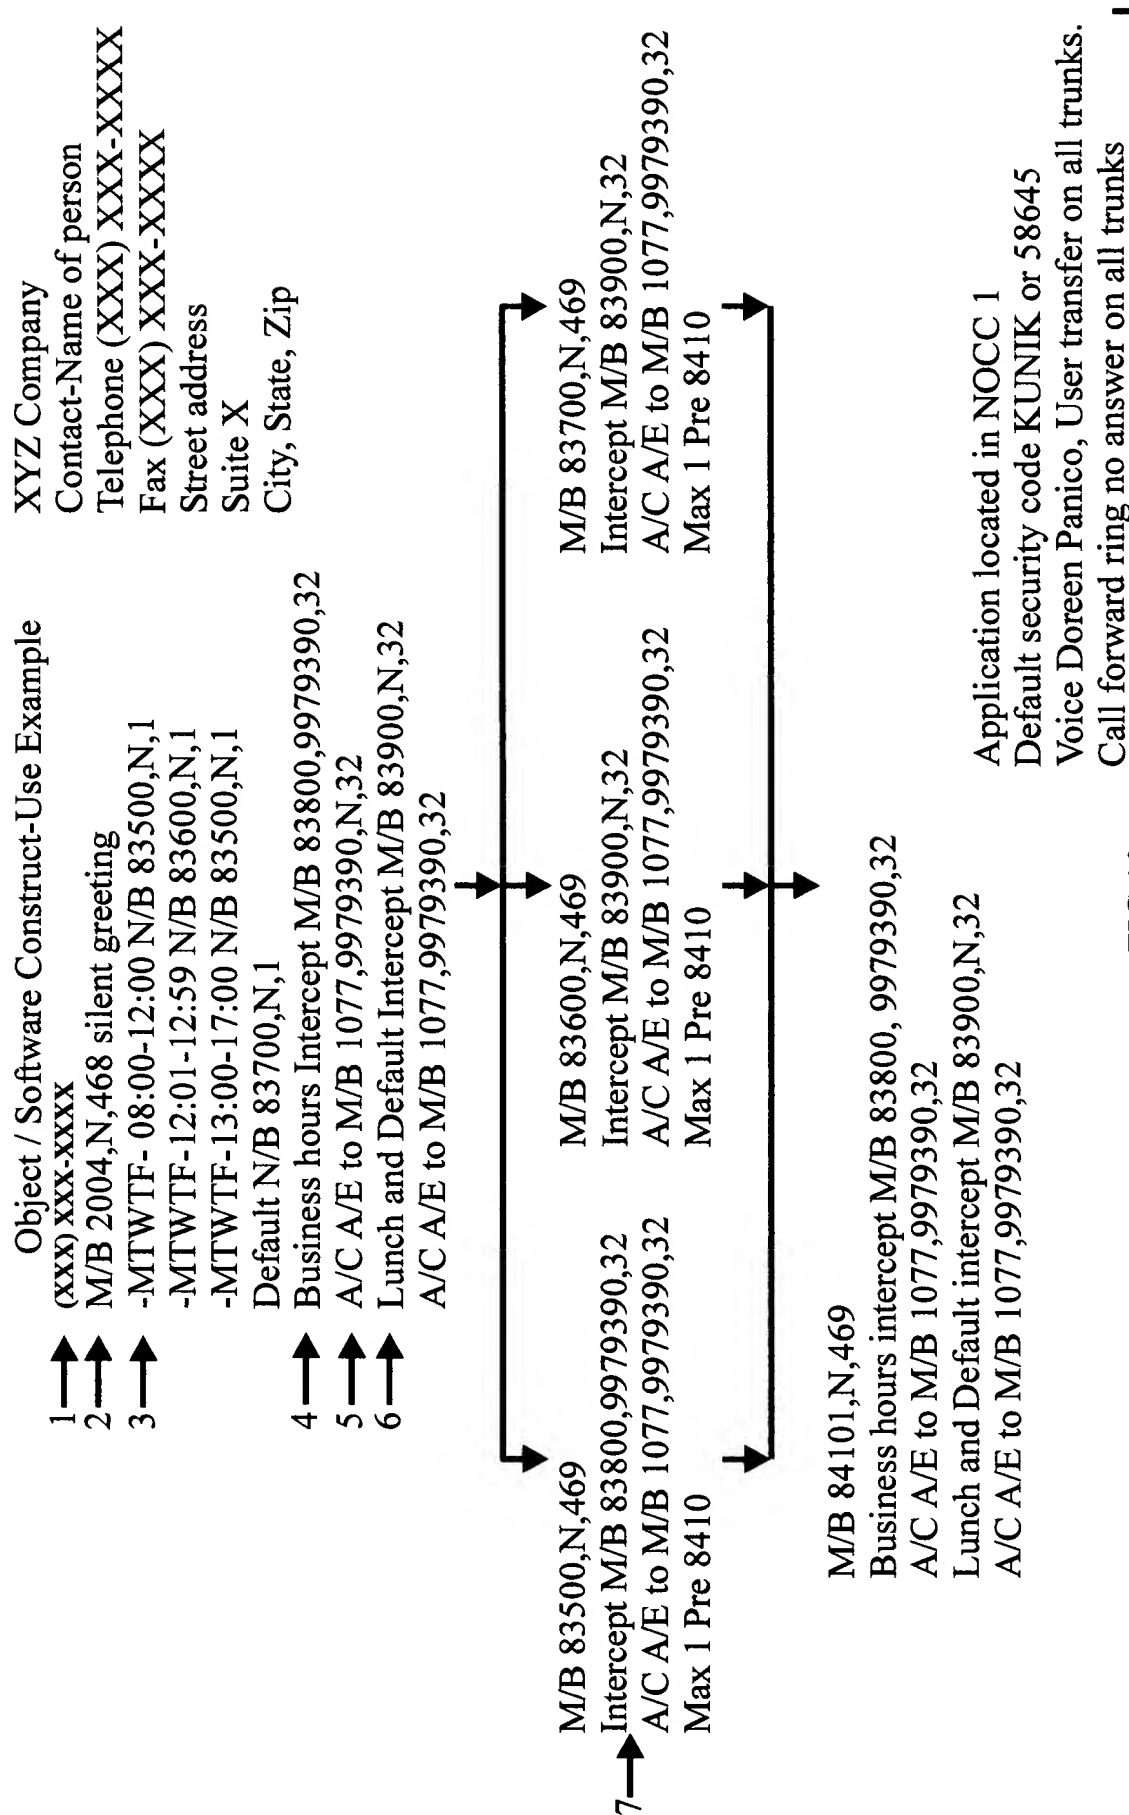 Object / Software Construct-Use Example
1 (XXX) XXX-XXXX
2 M/B 2004,N,468 silent greeting
3 -MTWTF- 08:00-12:00 N/B 83500,N,1
-MTWTF-12:01-12:59 N/B 83600,N,1
-MTWTF-13:00-17:00 N/B 83500,N,1
Default N/B 83700,N,1
4 Business hours Intercept M/B 83800,9979390,32
5 A/C A/E to M/B 1077,9979390,N,32
6 Lunch and Default Intercept M/B 83900,N,32
A/C A/E to M/B 1077,9979390,32
XYZ Company
Contact-Name of person
Telephone (XXX) XXX-XXXX
Fax (XXX) XXX-XXXX
Street address
Suite X
City, State, Zip
M/B 83500,N,469
7 Intercept M/B 83800,9979390,32
A/C A/E to M/B 1077,9979390,32
Max 1 Pre 8410
M/B 83600,N,469
Intercept M/B 83900,N,32
A/C A/E to M/B 1077,9979390,32
Max 1 Pre 8410
M/B 83700,N,469
Intercept M/B 83900,N,32
A/C A/E to M/B 1077,9979390,32
Max 1 Pre 8410
M/B 84101,N,469
Business hours intercept M/B 83800, 9979390,32
A/C A/E to M/B 1077,9979390,32
Lunch and Default intercept M/B 83900,N,32
A/C A/E to M/B 1077,9979390,32
Application located in NOCC 1
Default security code KUNIK or 58645
Voice Doreen Panico, User transfer on all trunks.
Call forward ring no answer on all trunks